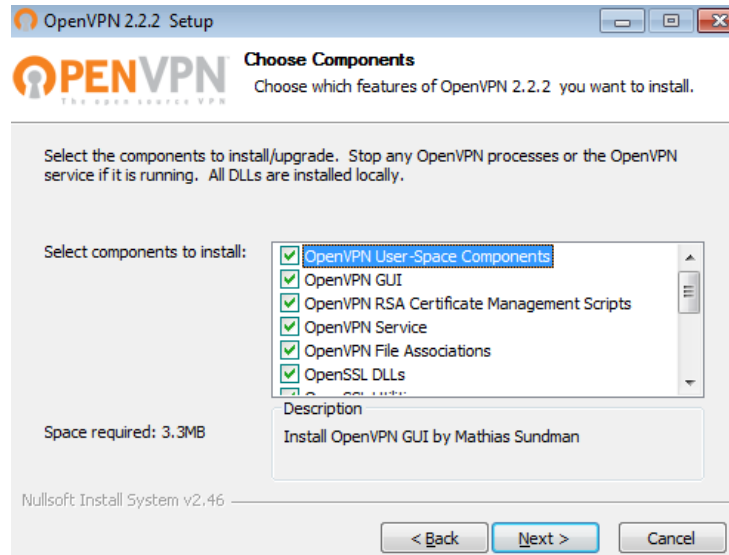 OpenVPN 2.2.2 Setup
OPENVPN
The open source VPN
Choose Components
Choose which features of OpenVPN 2.2.2 you want to install.
Select the components to install/upgrade. Stop any OpenVPN processes or the OpenVPN
service if it is running. All DLLs are installed locally.
Select components to install:
OpenVPN User-Space Components
OpenVPN GUI
OpenVPN RSA Certificate Management Scripts
OpenVPN Service
OpenVPN File Associations
OpenSSL DLLs
Space required: 3.3MB
Description
Install OpenVPN GUI by Mathias Sundman
Nullsoft Install System v2.46
< Back
Next >
Cancel